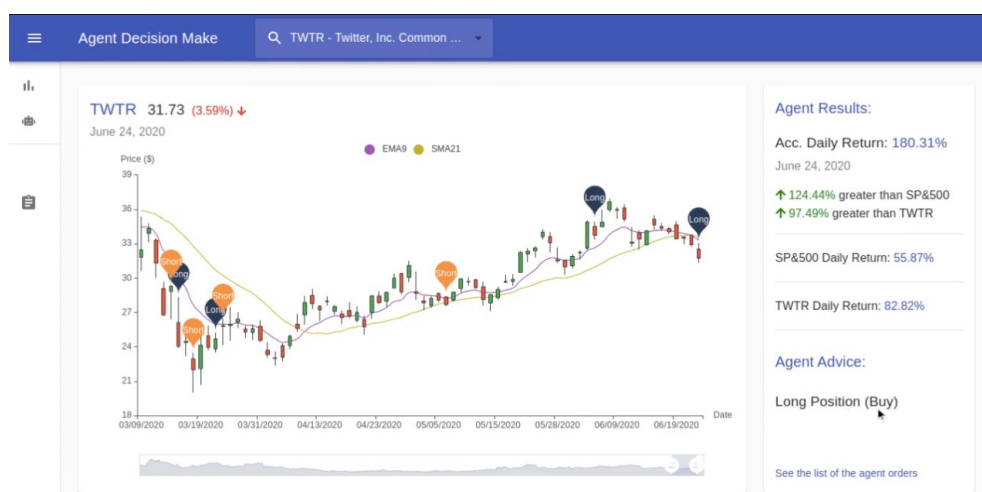 Agent Decision Make
TWTR - Twitter, Inc. Common ...
TWTR 31.73 (3.59%)
June 24, 2020
EMA9 SMA21
Price ($)
39
36
33
30
27
24
21
18
Short
Long
Short
Long
Short
Short
Long
Long
03/09/2020 03/19/2020 03/31/2020 04/13/2020 04/23/2020 05/05/2020 05/15/2020 05/28/2020 06/09/2020 06/19/2020
Date
Agent Results:
Acc. Daily Return: 180.31%
June 24, 2020
124.44% greater than SP&500
97.49% greater than TWTR
SP&500 Daily Return: 55.87%
TWTR Daily Return: 82.82%
Agent Advice:
Long Position (Buy)
See the list of the agent orders